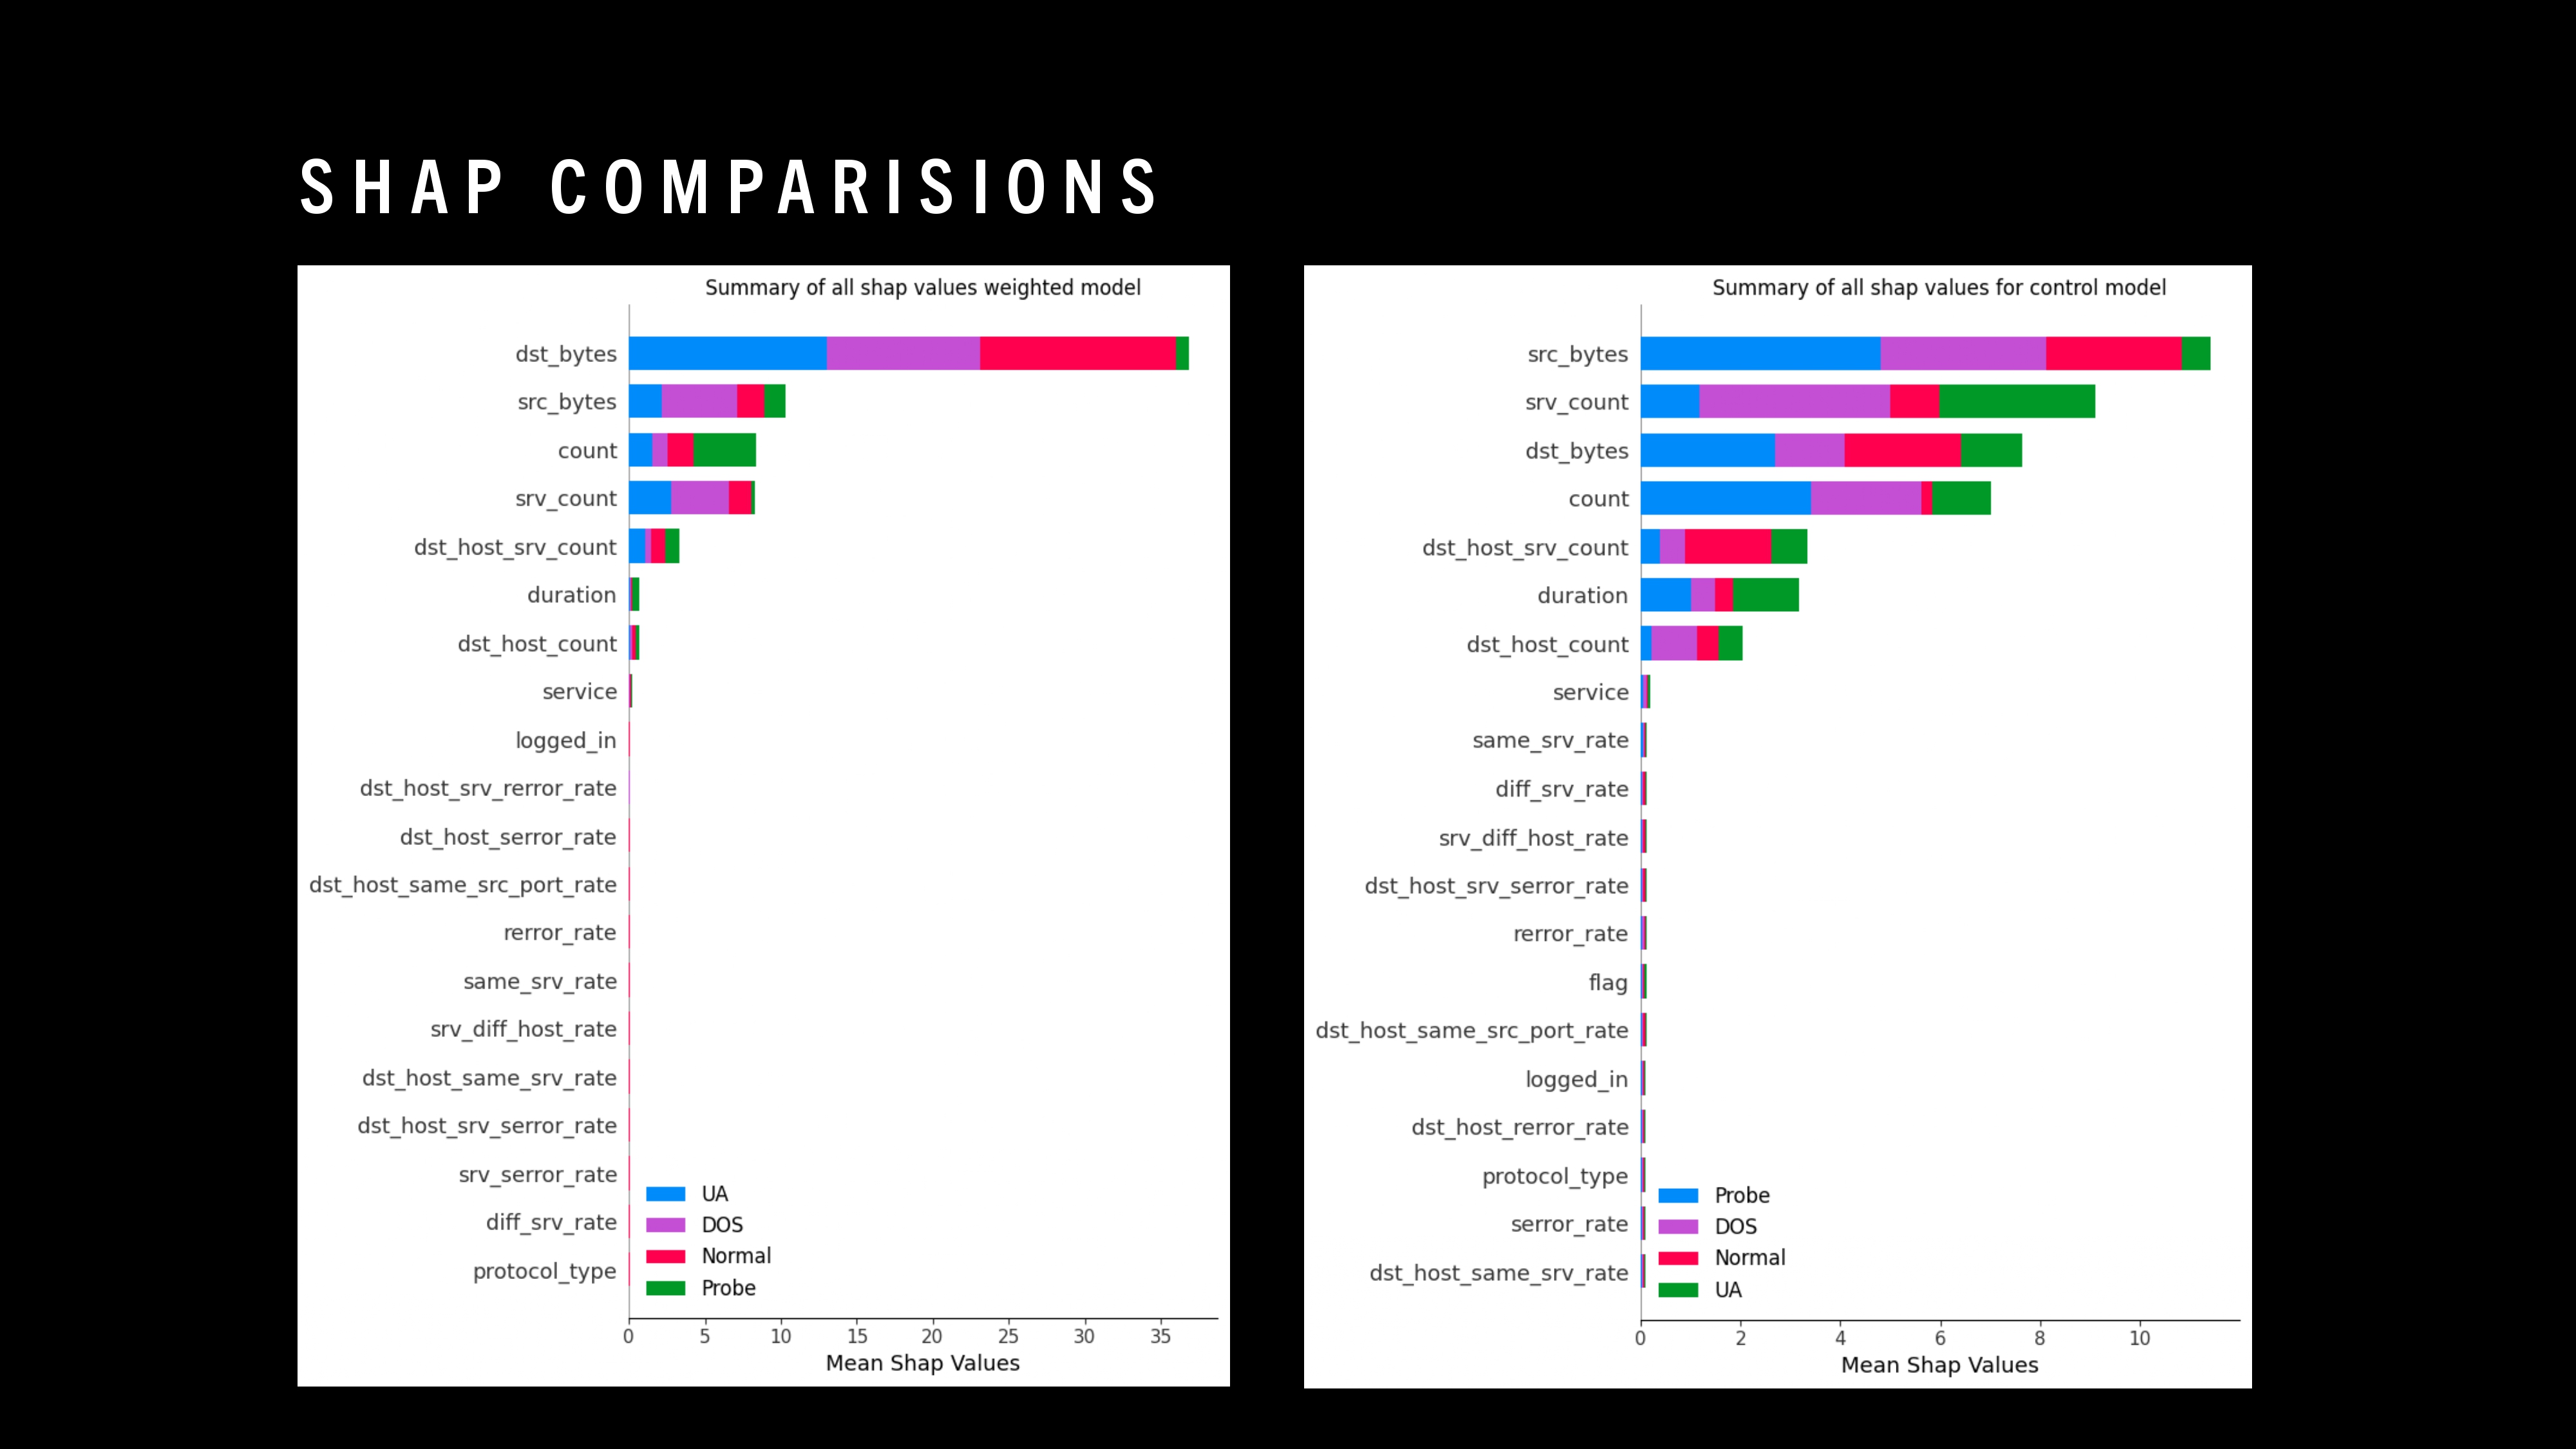 SHAP COMPARISIONS
Summary of all shap values weighted model
dst_bytes
src_bytes
count
srv_count
dst_host_srv_count
duration
dst_host_count
service
logged_in
dst_host_srv_rerror_rate
dst_host_serror_rate
dst_host_same_src_port_rate
rerror_rate
same_srv_rate
srv_diff_host_rate
dst_host_same_srv_rate
dst_host_srv_serror_rate
srv_serror_rate
diff_srv_rate
protocol_type
UA
DOS
Normal
Probe
0 5 10 15 20 25 30 35
Mean Shap Values
Summary of all shap values for control model
src_bytes
srv_count
dst_bytes
count
dst_host_srv_count
duration
dst_host_count
service
same_srv_rate
diff_srv_rate
srv_diff_host_rate
dst_host_srv_serror_rate
rerror_rate
flag
dst_host_same_src_port_rate
logged_in
dst_host_rerror_rate
protocol_type
serror_rate
dst_host_same_srv_rate
Probe
DOS
Normal
UA
0 2 4 6 8 10
Mean Shap Values